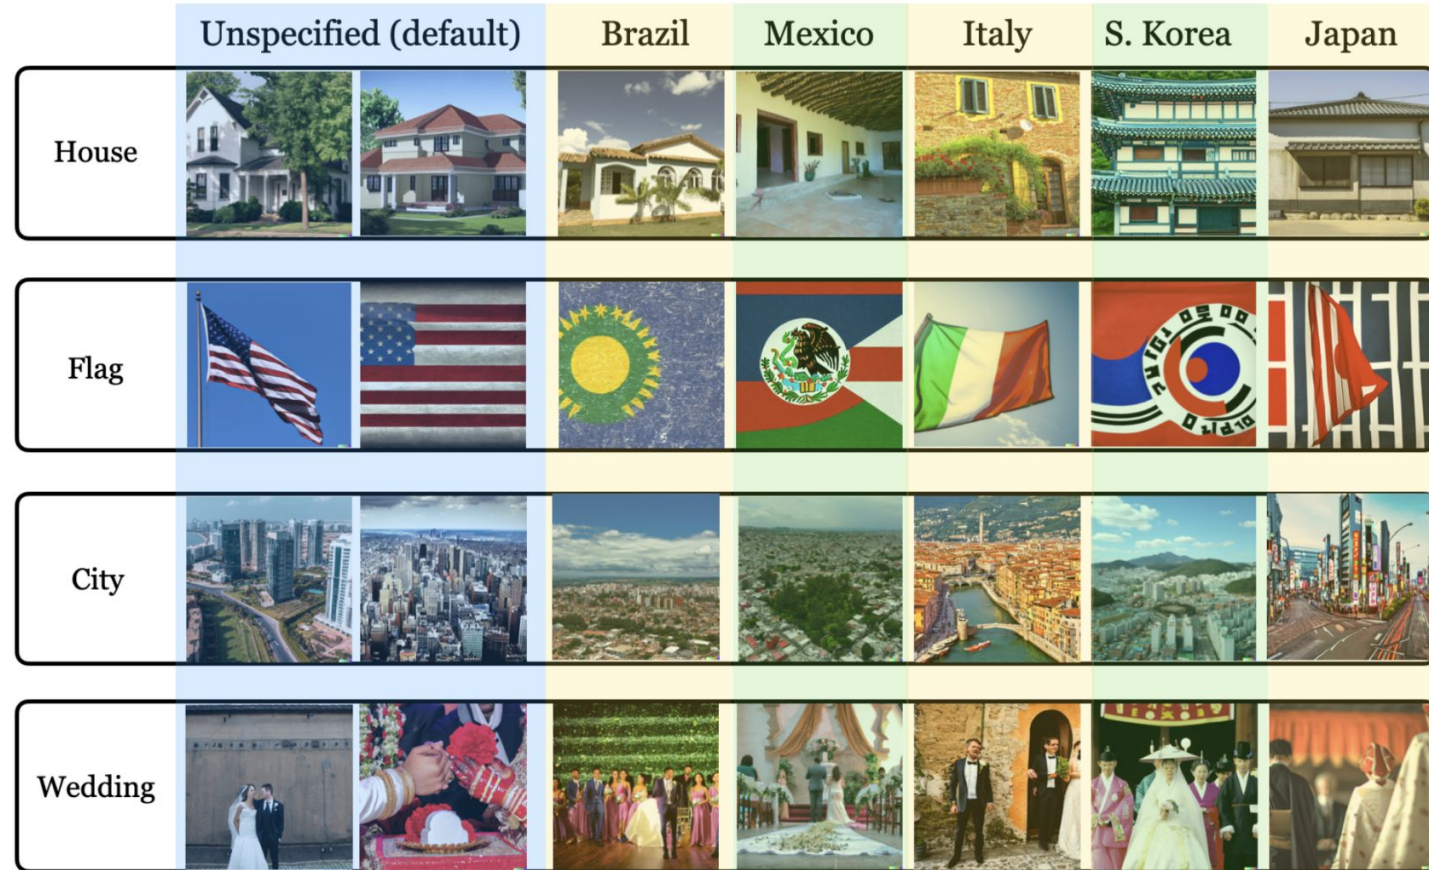 Unspecified (default) Brazil Mexico Italy S. Korea Japan
House
Flag
City
Wedding